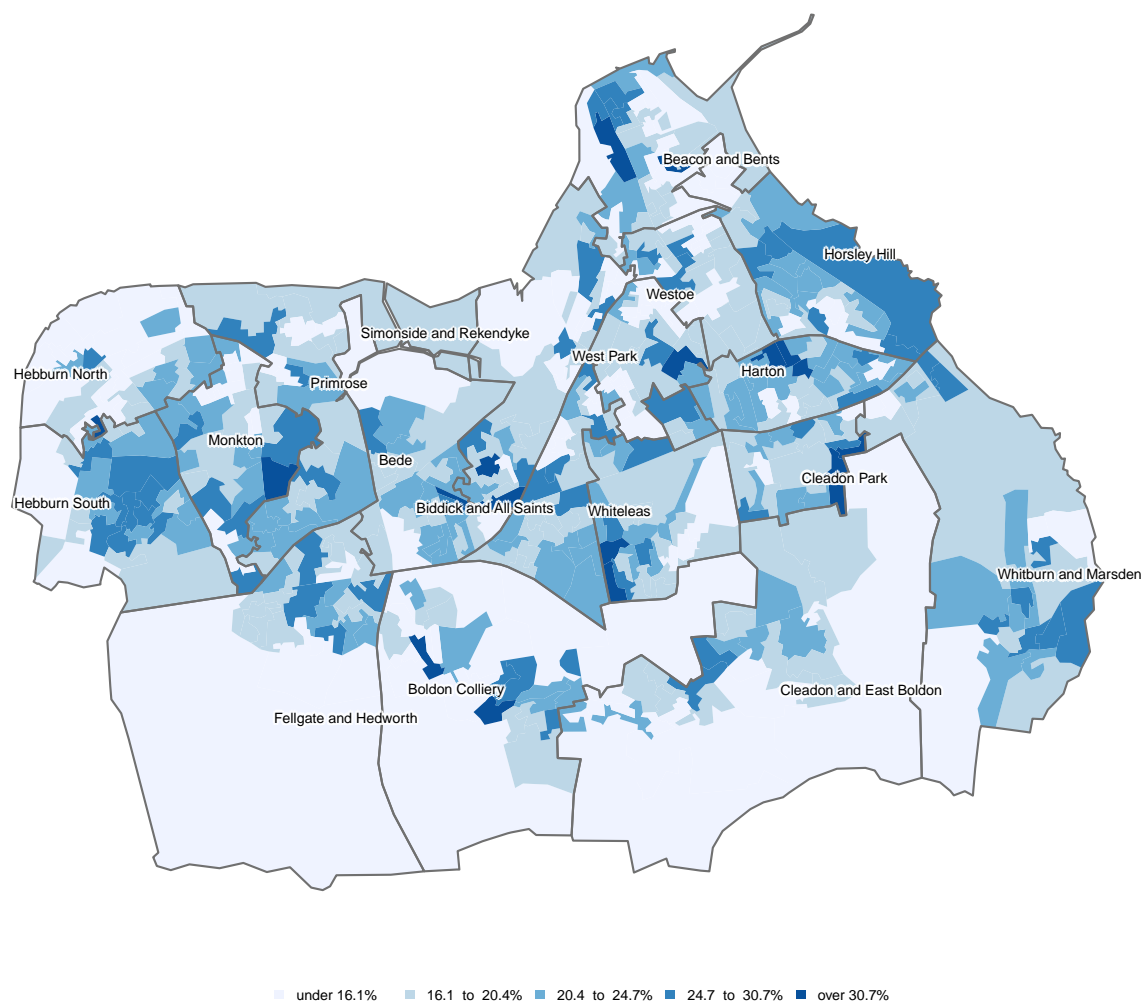 Beacon and Bents
Horsley Hill
Westoe
Simonside and Rekendyke
West Park
Hebburn North
Harton
Primrose
Monkton
Bede
Cleadon Park
Hebburn South
Biddick and All Saints
Whiteleas
Whitburn and Marsden
Boldon Colliery
Cleadon and East Boldon
Fellgate and Hedworth
under 16.1% 16.1 to 20.4% 20.4 to 24.7% 24.7 to 30.7% over 30.7%